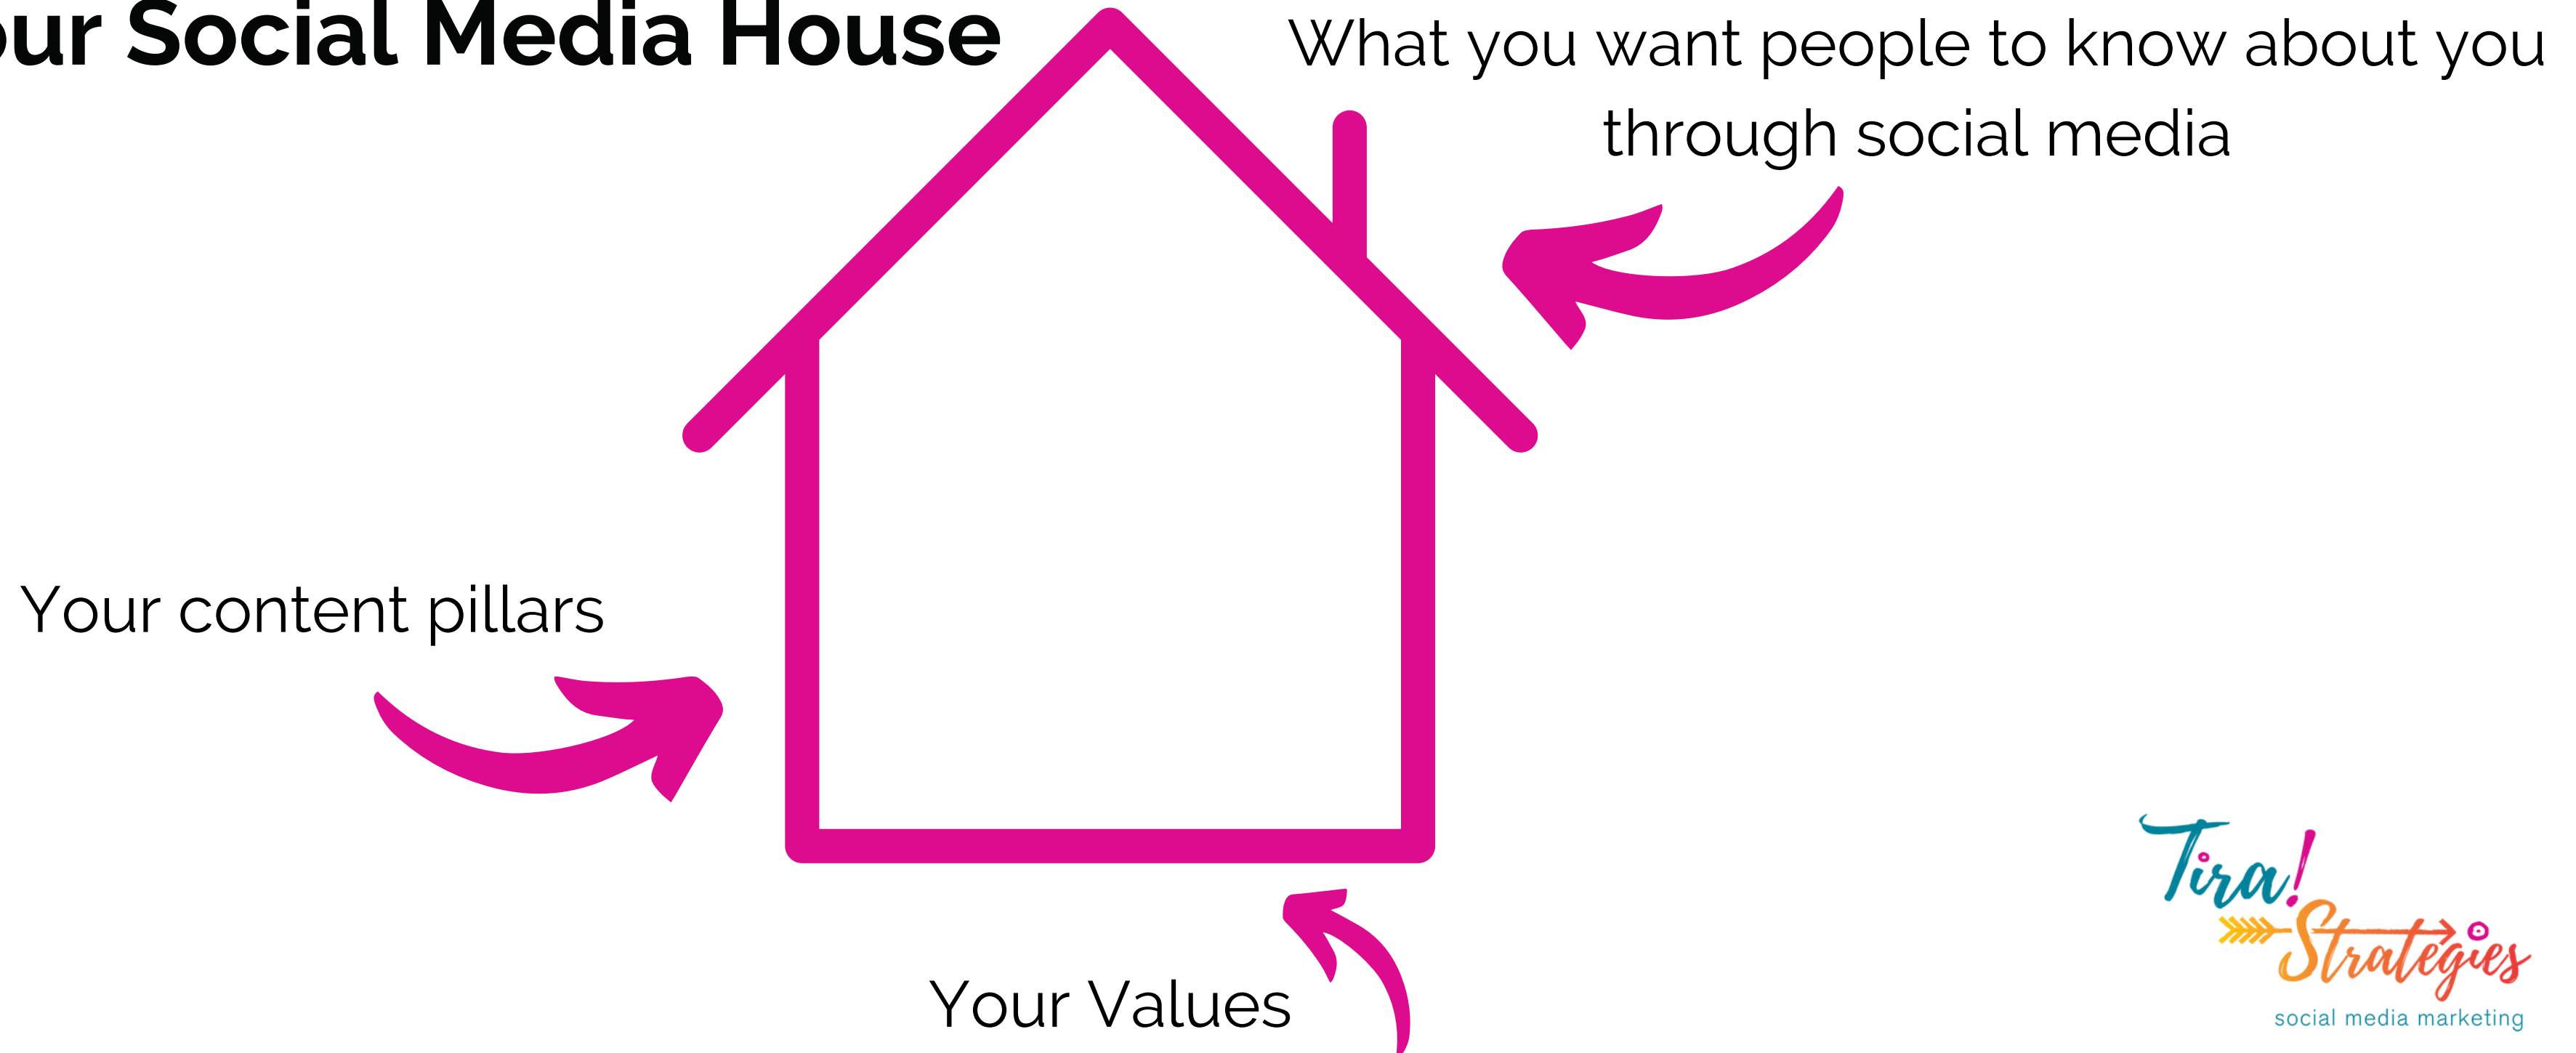 our Social Media House
What you want people to know about you
through social media
Your content pillars
Your Values
Tira!
Strategies
social media marketing